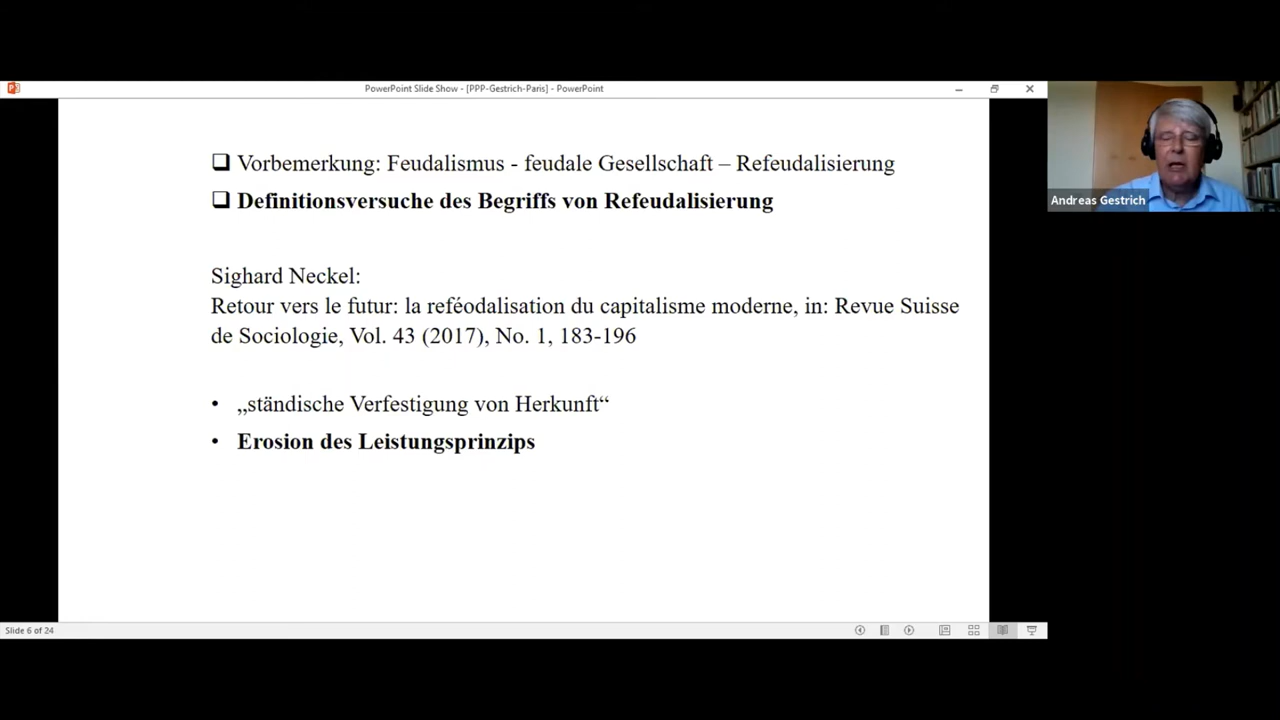 PowerPoint Slide Show - [PPP-Gestrich-Paris] - PowerPoint
Vorbemerkung: Feudalismus - feudale Gesellschaft – Refeudalisierung
Definitionsversuche des Begriffs von Refeudalisierung
Sighard Neckel:
Retour vers le futur: la reféodalisation du capitalisme moderne, in: Revue Suisse
de Sociologie, Vol. 43 (2017), No. 1, 183-196
• „ständische Verfestigung von Herkunft“
• Erosion des Leistungsprinzips
Andreas Gestrich
Slide 6 of 24